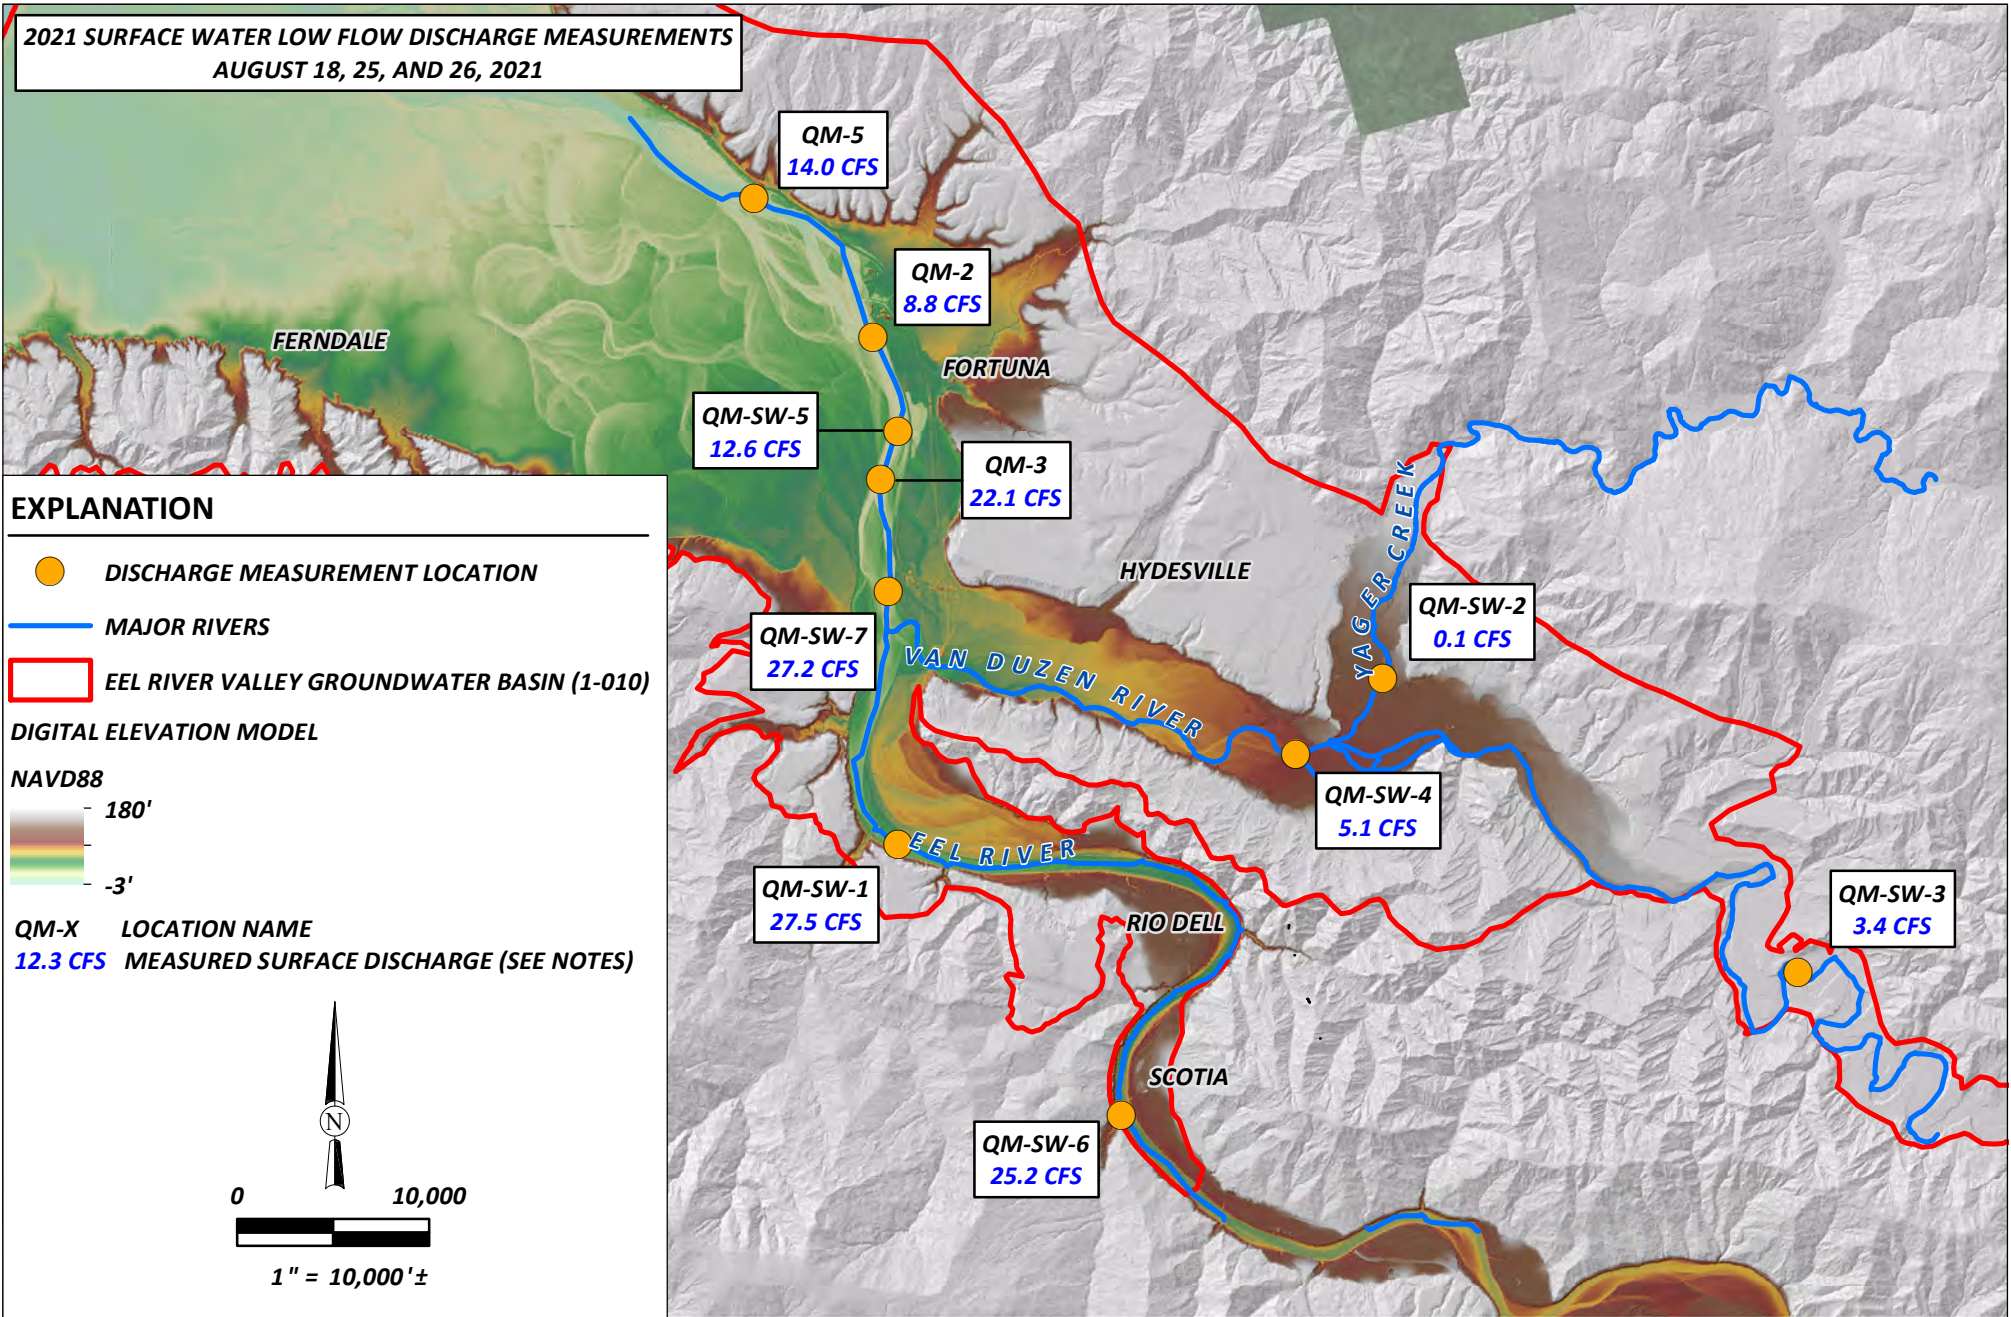 2021 SURFACE WATER LOW FLOW DISCHARGE MEASUREMENTS
AUGUST 18, 25, AND 26, 2021
QM-5
14.0 CFS
QM-2
8.8 CFS
FERNDALE
FORTUNA
QM-SW-5
12.6 CFS
QM-3
22.1 CFS
HYDESVILLE
YAGER CREEK
QM-SW-2
0.1 CFS
QM-SW-7
27.2 CFS
VAN DUZEN RIVER
QM-SW-4
5.1 CFS
EEL RIVER
QM-SW-1
27.5 CFS
RIO DELL
QM-SW-3
3.4 CFS
SCOTIA
QM-SW-6
25.2 CFS
EXPLANATION
DISCHARGE MEASUREMENT LOCATION
MAJOR RIVERS
EEL RIVER VALLEY GROUNDWATER BASIN (1-010)
DIGITAL ELEVATION MODEL
NAVD88
180'
-3'
QM-X LOCATION NAME
12.3 CFS MEASURED SURFACE DISCHARGE (SEE NOTES)
N
0 10,000
1" = 10,000'±